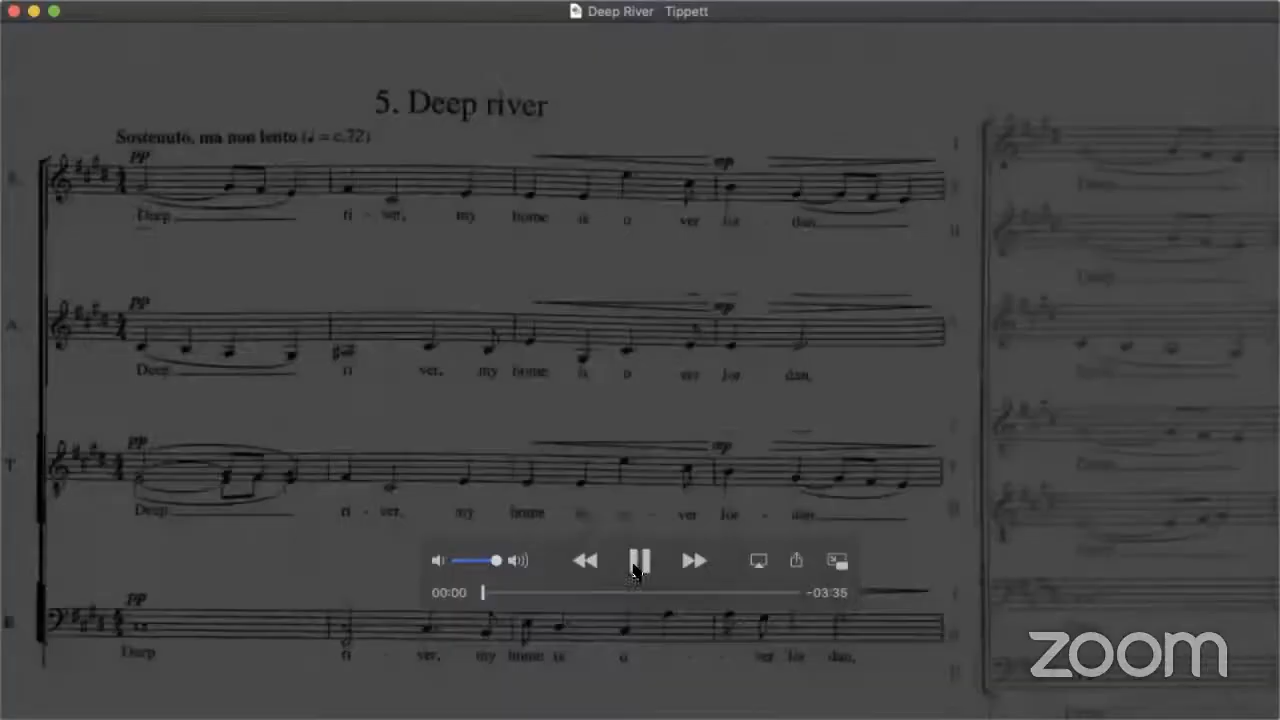 Deep River Tippett
5. Deep river
Sostenuto, ma non lento (♩ = c.72)
pp
mp
S.
Deep ri - ver, my home is o ver Jor - dan
pp
mp
A.
Deep ri ver, my home is o ver Jor dan,
pp
mp
T
Deep ri - ver, my home - ver Jor -
00:00
-03:35
pp
B
Deep ri - ver, my home is o - - ver Jor - dan,
zoom